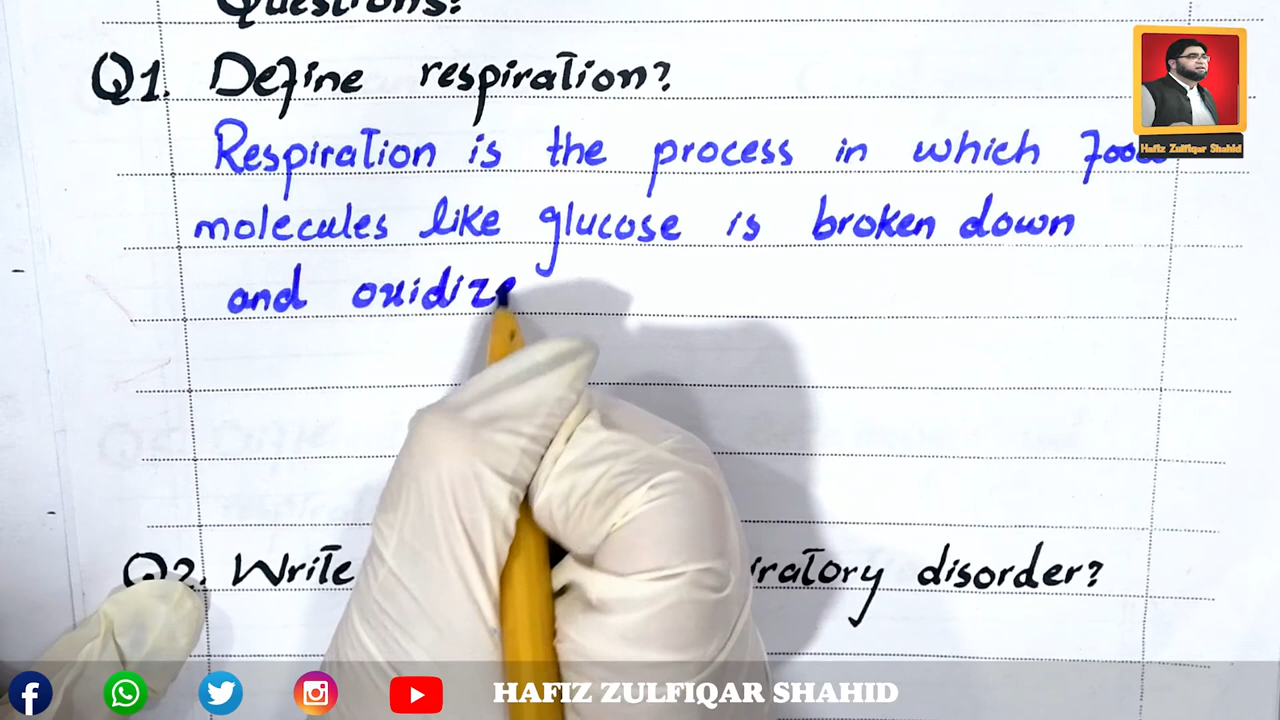 Questions?
Q1. Define respiration?
Respiration is the process in which food
molecules like glucose is broken down
and oxidize
Q2. Write disorder?
Hafiz Zulfiqar Shahid
HAFIZ ZULFIQAR SHAHID